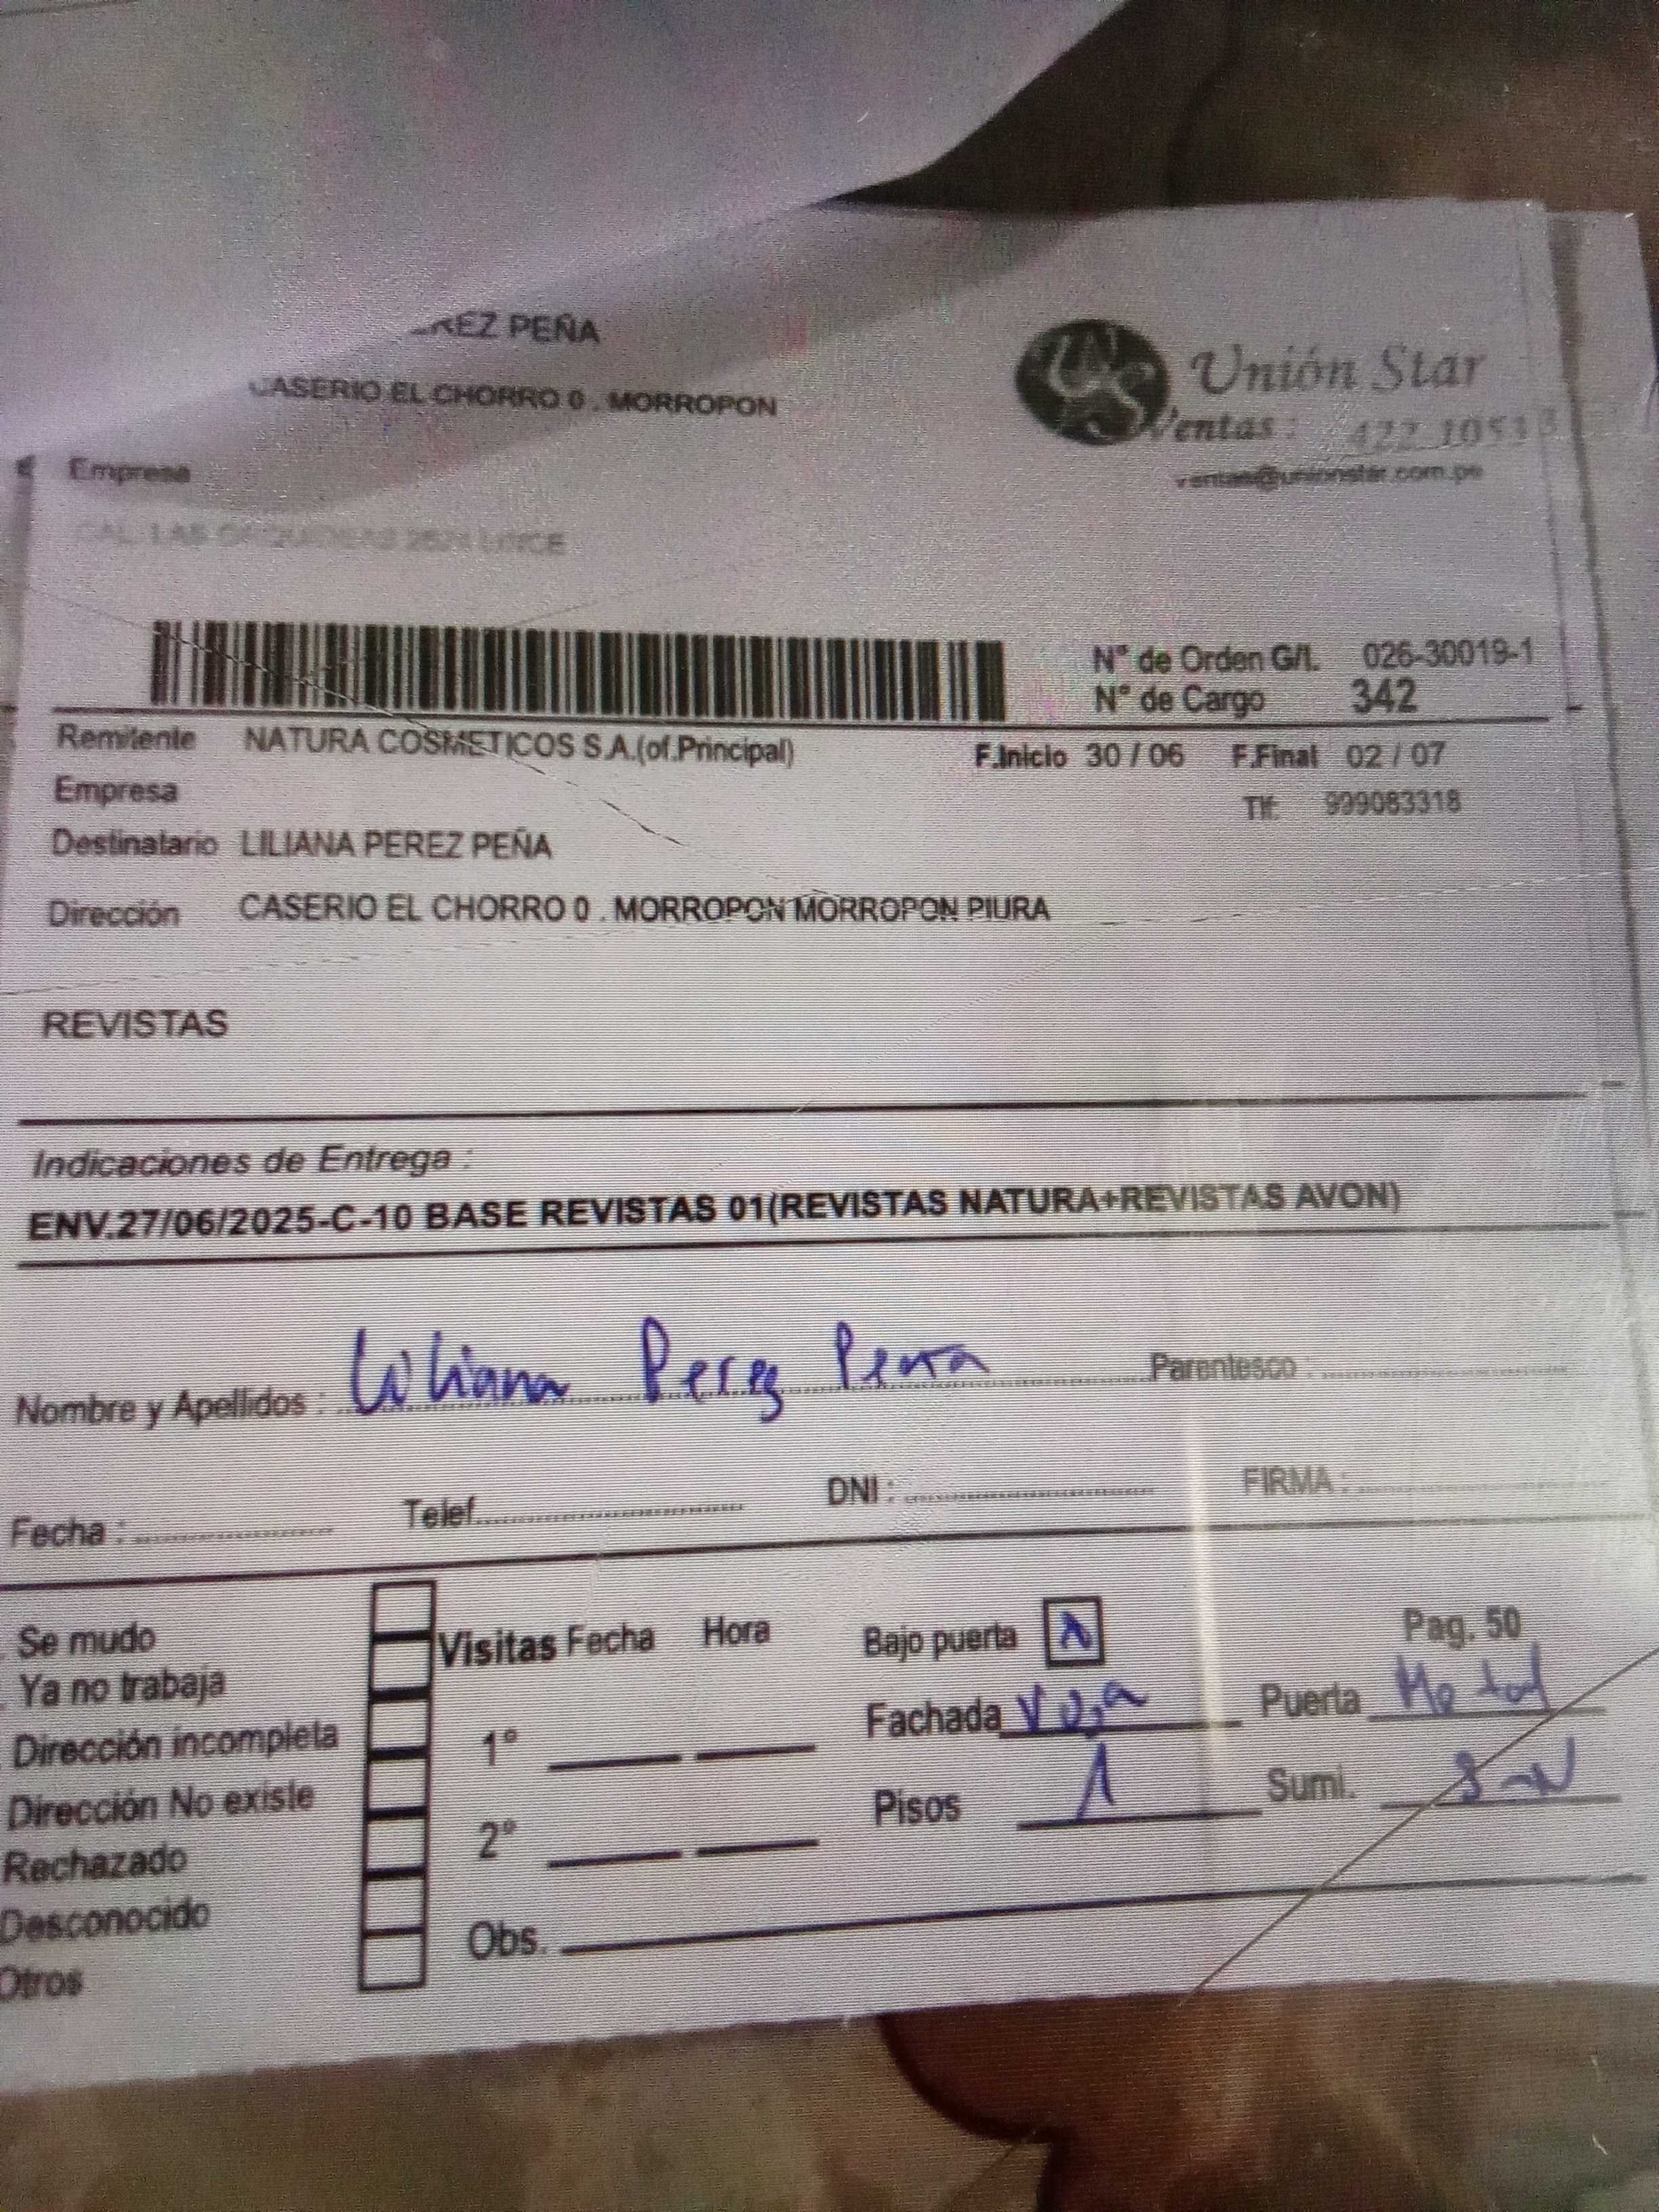 PEÑA
CASERIO EL CHORRO 0 . MORROPON
Unión Star
Ventas :
ventas@unionstar.com.pe
Empresa
Nº de Orden G/l. 026-30019-1
Nº de Cargo 342
Remitente NATURA COSMETICOS S.A.(of.Principal) F.Inicio 30 / 06 F.Final 02 / 07
Empresa Tlf: 999083318
Destinatario LILIANA PEREZ PEÑA
Dirección CASERIO EL CHORRO 0 . MORROPON MORROPON PIURA
REVISTAS
Indicaciones de Entrega :
ENV.27/06/2025-C-10 BASE REVISTAS 01(REVISTAS NATURA+REVISTAS AVON)
Nombre y Apellidos : Liliana Perez Pena Parentesco :
Fecha : Telef. DNI : FIRMA :
Se mudo
Ya no trabaja
Dirección incompleta
Dirección No existe
Rechazado
Desconocido
Otros
Visitas Fecha Hora
1º
2º
Obs.
Bajo puerta
Pag. 50
Fachada
Puerta
Pisos 1
Sumi.